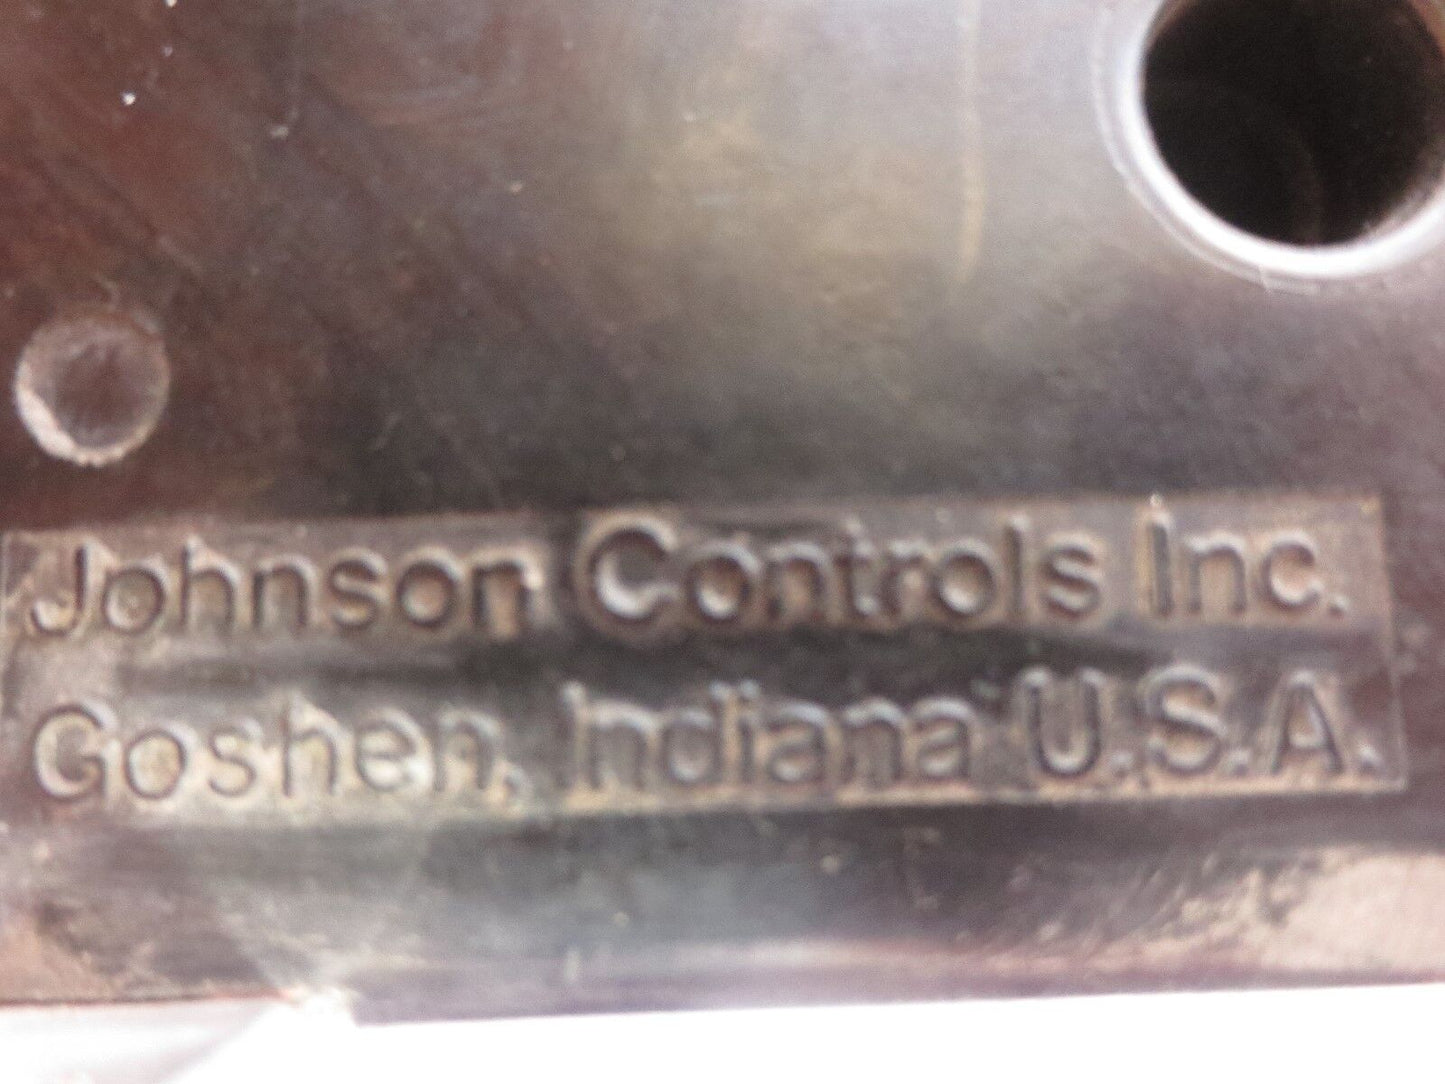 Johnson Controls Inc.
Goshen, Indiana U.S.A.